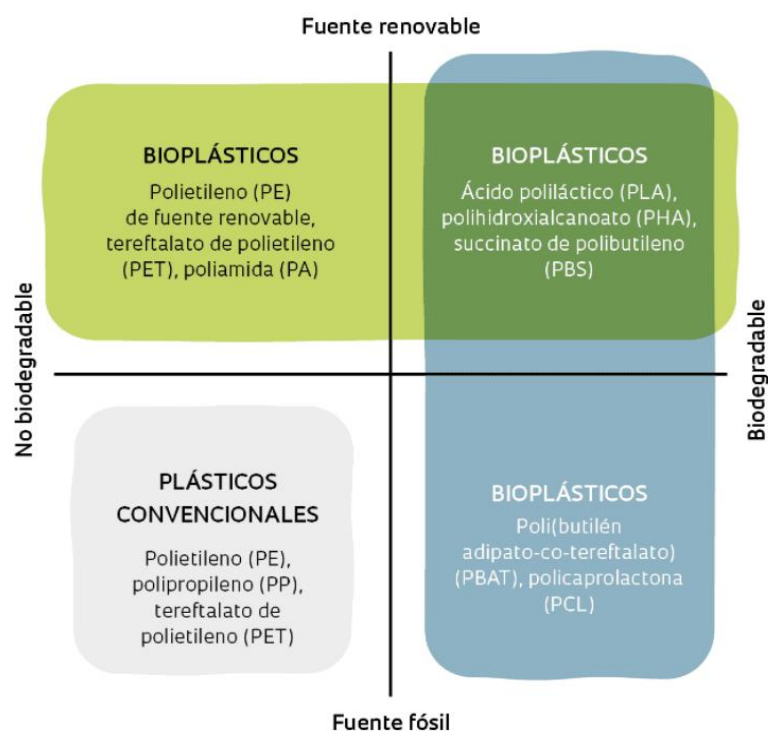 Fuente renovable
BIOPLÁSTICOS
Polietileno (PE)
de fuente renovable,
tereftalato de polietileno
(PET), poliamida (PA)
BIOPLÁSTICOS
Ácido poliláctico (PLA),
polihidroxialcanoato (PHA),
succinato de polibutileno
(PBS)
No biodegradable
Biodegradable
PLÁSTICOS
CONVENCIONALES
Polietileno (PE),
polipropileno (PP),
tereftalato de
polietileno (PET)
BIOPLÁSTICOS
Poli(butilén
adipato-co-tereftalato)
(PBAT), policaprolactona
(PCL)
Fuente fósil